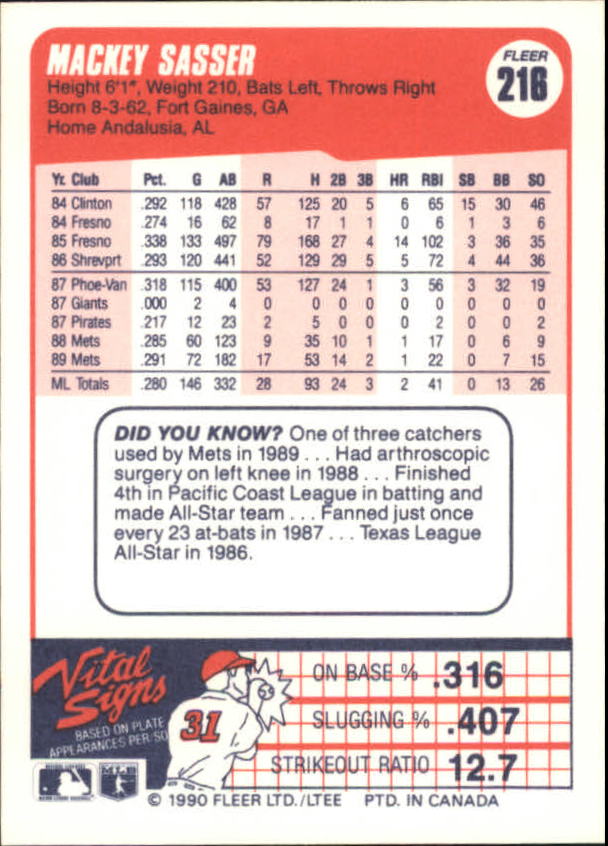 MACKEY SASSER
FLEER
216
Height 6'1", Weight 210, Bats Left, Throws Right
Born 8-3-62, Fort Gaines, GA
Home Andalusia, AL
Yr. Club Pct. G AB R H 2B 3B HR RBI SB BB SO
84 Clinton .292 118 428 57 125 20 5 6 65 15 30 46
84 Fresno .274 16 62 8 17 1 1 0 6 1 3 6
85 Fresno .338 133 497 79 168 27 4 14 102 3 36 35
86 Shrevprt .293 120 441 52 129 29 5 5 72 4 44 36
87 Phoe-Van .318 115 400 53 127 24 1 3 56 3 32 19
87 Giants .000 2 4 0 0 0 0 0 0 0 0 0
87 Pirates .217 12 23 2 5 0 0 0 2 0 0 2
88 Mets .285 60 123 9 35 10 1 1 17 0 6 9
89 Mets .291 72 182 17 53 14 2 1 22 0 7 15
ML Totals .280 146 332 28 93 24 3 2 41 0 13 26
DID YOU KNOW? One of three catchers
used by Mets in 1989 . . . Had arthroscopic
surgery on left knee in 1988 . . . Finished
4th in Pacific Coast League in batting and
made All-Star team . . . Fanned just once
every 23 at-bats in 1987 . . . Texas League
All-Star in 1986.
Vital
Signs
BASED ON PLATE
APPEARANCES PER/SO
31
ON BASE % .316
SLUGGING % .407
STRIKEOUT RATIO 12.7
© 1990 FLEER LTD./LTEE PTD. IN CANADA